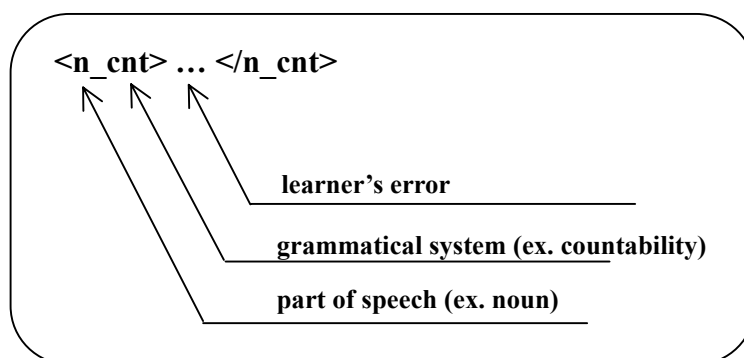 <n_cnt> … </n_cnt>
learner’s error
grammatical system (ex. countability)
part of speech (ex. noun)